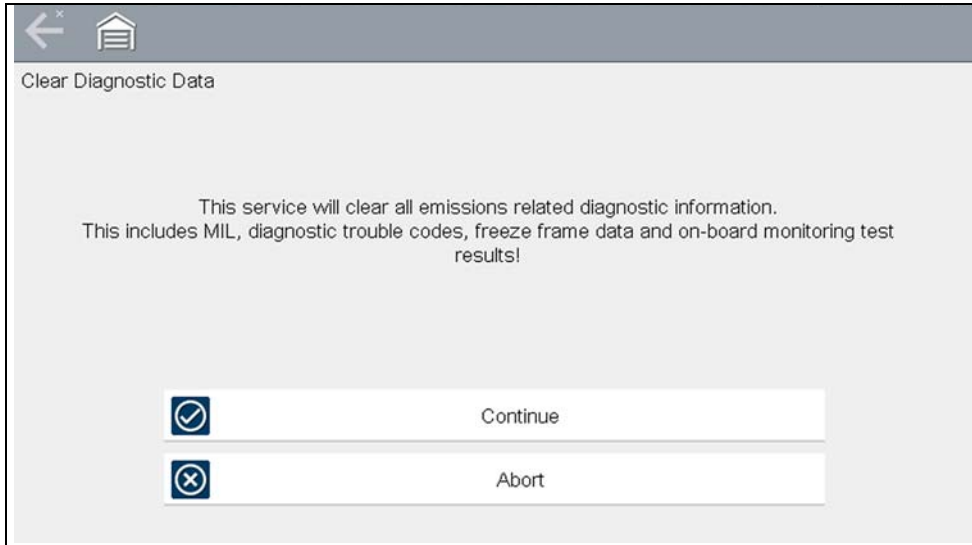 Clear Diagnostic Data
This service will clear all emissions related diagnostic information.
This includes MIL, diagnostic trouble codes, freeze frame data and on-board monitoring test
results!
Continue
Abort